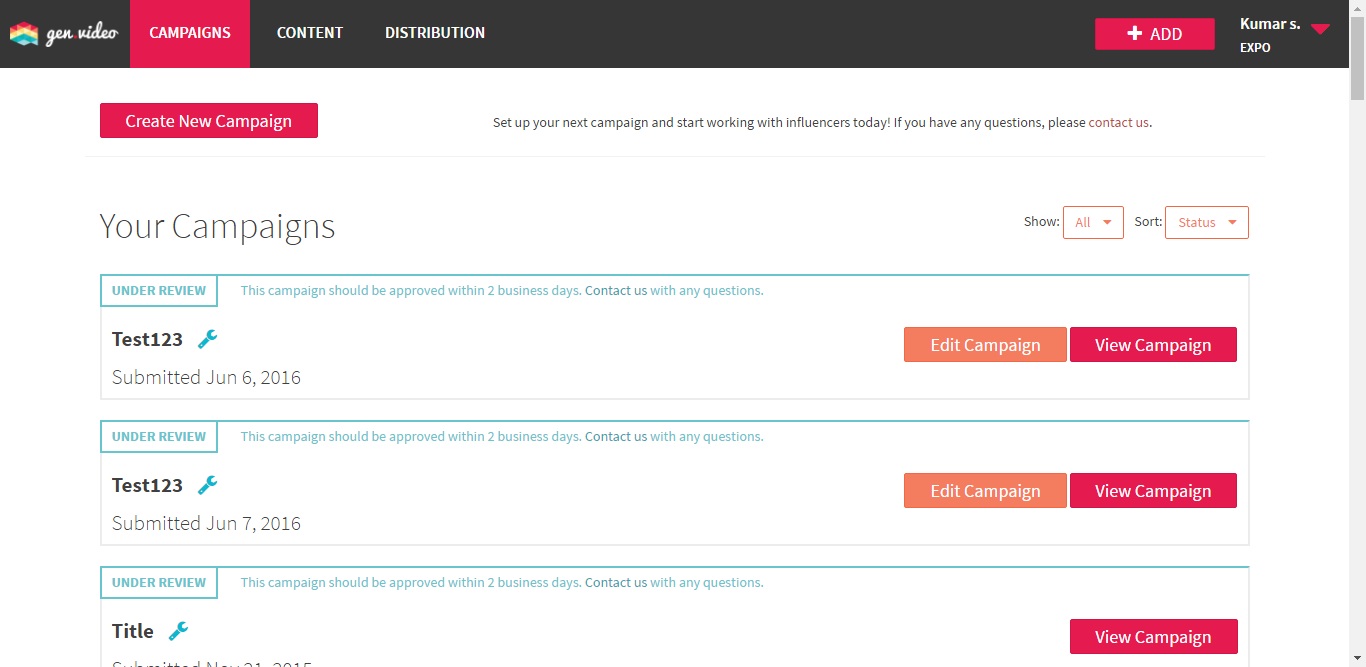 gen.video
CAMPAIGNS CONTENT DISTRIBUTION
ADD
Kumar s.
EXPO
Create New Campaign
Set up your next campaign and start working with influencers today! If you have any questions, please contact us.
Your Campaigns
Show: All Sort: Status
UNDER REVIEW This campaign should be approved within 2 business days. Contact us with any questions.
Test123 Edit Campaign View Campaign
Submitted Jun 6, 2016
UNDER REVIEW This campaign should be approved within 2 business days. Contact us with any questions.
Test123 Edit Campaign View Campaign
Submitted Jun 7, 2016
UNDER REVIEW This campaign should be approved within 2 business days. Contact us with any questions.
Title View Campaign
Submitted Nov 21, 2015